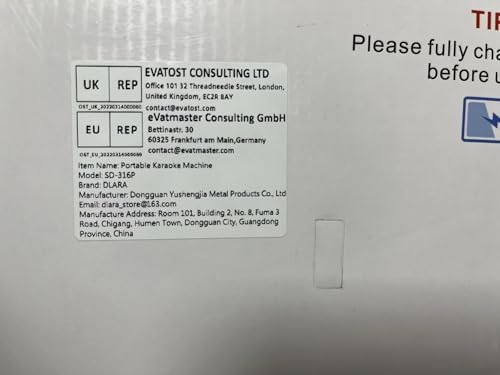 TIP
Please fully cha
before u
UK REP
EVATOST CONSULTING LTD
Office 101 32 Threadneedle Street, London,
United Kingdom, EC2R 8AY
OST_UK_20220314000080
contact@evatost.com
EU REP
eVatmaster Consulting GmbH
Bettinastr. 30
60325 Frankfurt am Main,Germany
OST_EU_20220314000066
contact@evatmaster.com
Item Name: Portable Karaoke Machine
Model: SD-316P
Brand: DLARA
Manufacturer: Dongguan Yushengjia Metal Products Co., Ltd
Email: dlara_store@163.com
Manufacture Address: Room 101, Building 2, No. 8, Fuma 3
Road, Chigang, Humen Town, Dongguan City, Guangdong
Province, China